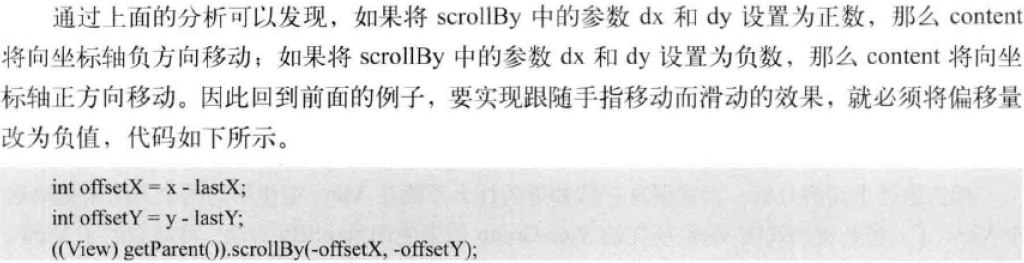 通过上面的分析可以发现，如果将 scrollBy 中的参数 dx 和 dy 设置为正数，那么 content
将向坐标轴负方向移动；如果将 scrollBy 中的参数 dx 和 dy 设置为负数，那么 content 将向坐
标轴正方向移动。因此回到前面的例子，要实现跟随手指移动而滑动的效果，就必须将偏移量
改为负值，代码如下所示。
int offsetX = x - lastX;
int offsetY = y - lastY;
((View) getParent()).scrollBy(-offsetX, -offsetY);